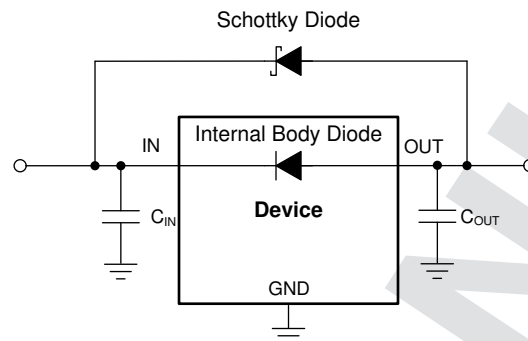 Schottky Diode
Internal Body Diode
IN
OUT
Device
CIN
COUT
GND